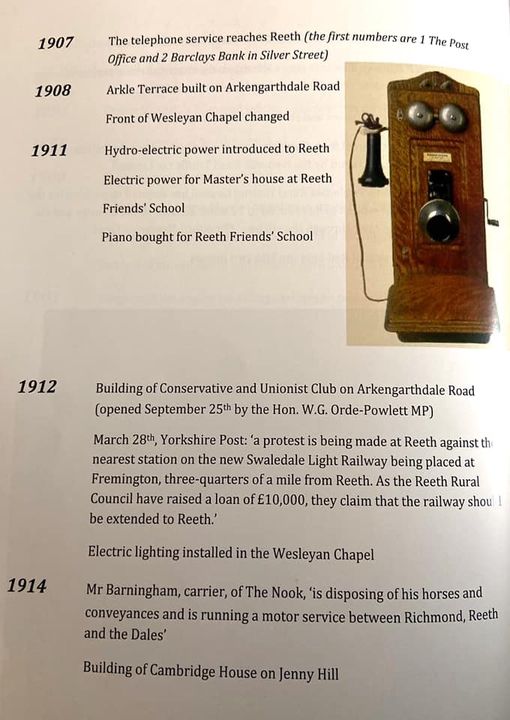 1907 The telephone service reaches Reeth (the first numbers are 1 The Post
Office and 2 Barclays Bank in Silver Street)
1908 Arkle Terrace built on Arkengarthdale Road
Front of Wesleyan Chapel changed
1911 Hydro-electric power introduced to Reeth
Electric power for Master's house at Reeth
Friends' School
Piano bought for Reeth Friends' School
1912 Building of Conservative and Unionist Club on Arkengarthdale Road
(opened September 25th by the Hon. W.G. Orde-Powlett MP)
March 28th, Yorkshire Post: 'a protest is being made at Reeth against the
nearest station on the new Swaledale Light Railway being placed at
Fremington, three-quarters of a mile from Reeth. As the Reeth Rural
Council have raised a loan of £10,000, they claim that the railway should
be extended to Reeth.'
Electric lighting installed in the Wesleyan Chapel
1914 Mr Barningham, carrier, of The Nook, 'is disposing of his horses and
conveyances and is running a motor service between Richmond, Reeth
and the Dales'
Building of Cambridge House on Jenny Hill